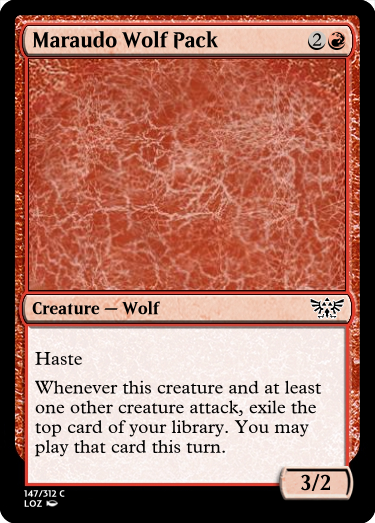 Maraudo Wolf Pack 2
Creature — Wolf
Haste
Whenever this creature and at least
one other creature attack, exile the
top card of your library. You may
play that card this turn.
3/2
147/312 C
LOZ